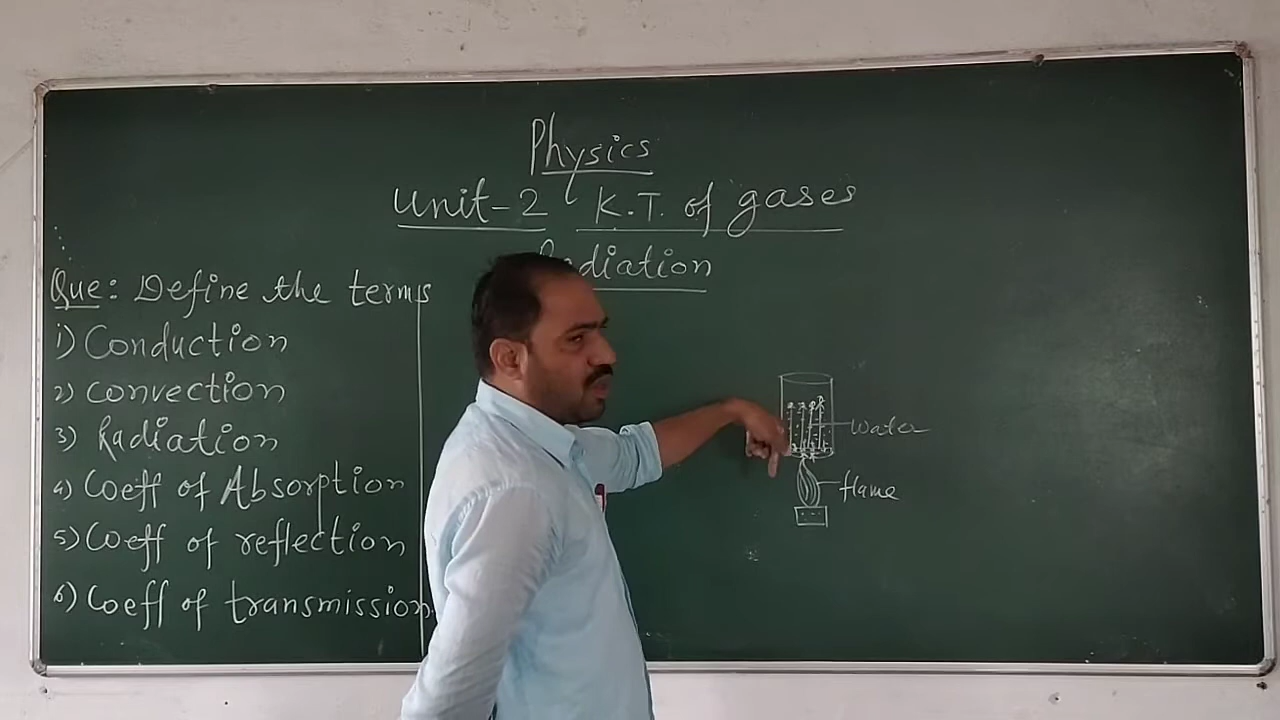 Physics
Unit-2 K.T. of gases
Radiation
Que: Define the terms
1) Conduction
2) Convection
3) Radiation
4) Coeff of Absorption
5) Coeff of reflection
6) Coeff of transmission
Water
flame